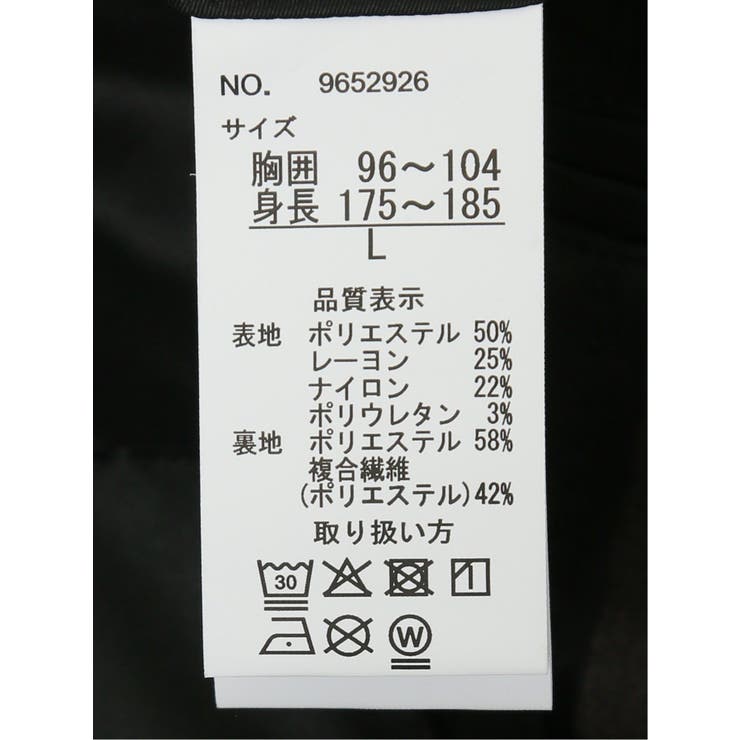 NO. 9652926
サイズ
胸囲 96～104
身長 175～185
L
品質表示
表地 ポリエステル 50%
レーヨン 25%
ナイロン 22%
ポリウレタン 3%
裏地 ポリエステル 58%
複合繊維
(ポリエステル)42%
取り扱い方
30
W